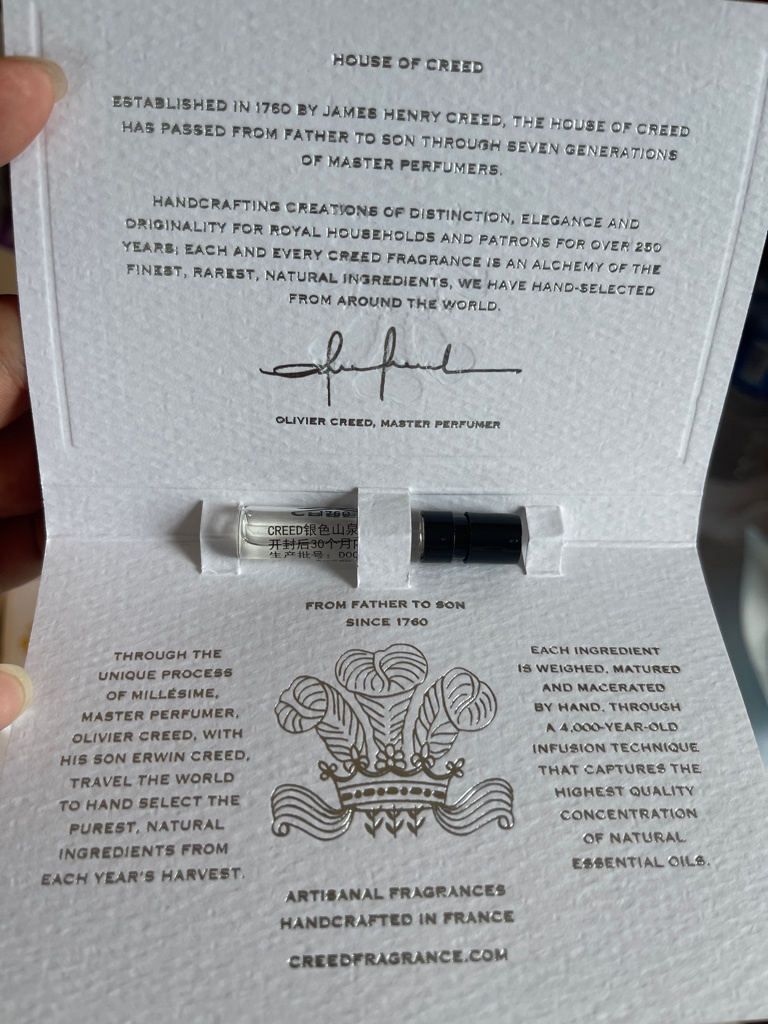 HOUSE OF CREED
ESTABLISHED IN 1760 BY JAMES HENRY CREED, THE HOUSE OF CREED
HAS PASSED FROM FATHER TO SON THROUGH SEVEN GENERATIONS
OF MASTER PERFUMERS.
HANDCRAFTING CREATIONS OF DISTINCTION, ELEGANCE AND
ORIGINALITY FOR ROYAL HOUSEHOLDS AND PATRONS FOR OVER 250
YEARS; EACH AND EVERY CREED FRAGRANCE IS AN ALCHEMY OF THE
FINEST, RAREST, NATURAL INGREDIENTS, WE HAVE HAND-SELECTED
FROM AROUND THE WORLD.
OLIVIER CREED, MASTER PERFUMER
CREED银色山泉
开封后30个月内
生产批号：D00
FROM FATHER TO SON
SINCE 1760
THROUGH THE
UNIQUE PROCESS
OF MILLÉSIME,
MASTER PERFUMER,
OLIVIER CREED, WITH
HIS SON ERWIN CREED,
TRAVEL THE WORLD
TO HAND SELECT THE
PUREST, NATURAL
INGREDIENTS FROM
EACH YEAR'S HARVEST.
EACH INGREDIENT
IS WEIGHED, MATURED
AND MACERATED
BY HAND, THROUGH
A 4,000-YEAR-OLD
INFUSION TECHNIQUE
THAT CAPTURES THE
HIGHEST QUALITY
CONCENTRATION
OF NATURAL
ESSENTIAL OILS.
ARTISANAL FRAGRANCES
HANDCRAFTED IN FRANCE
CREEDFRAGRANCE.COM